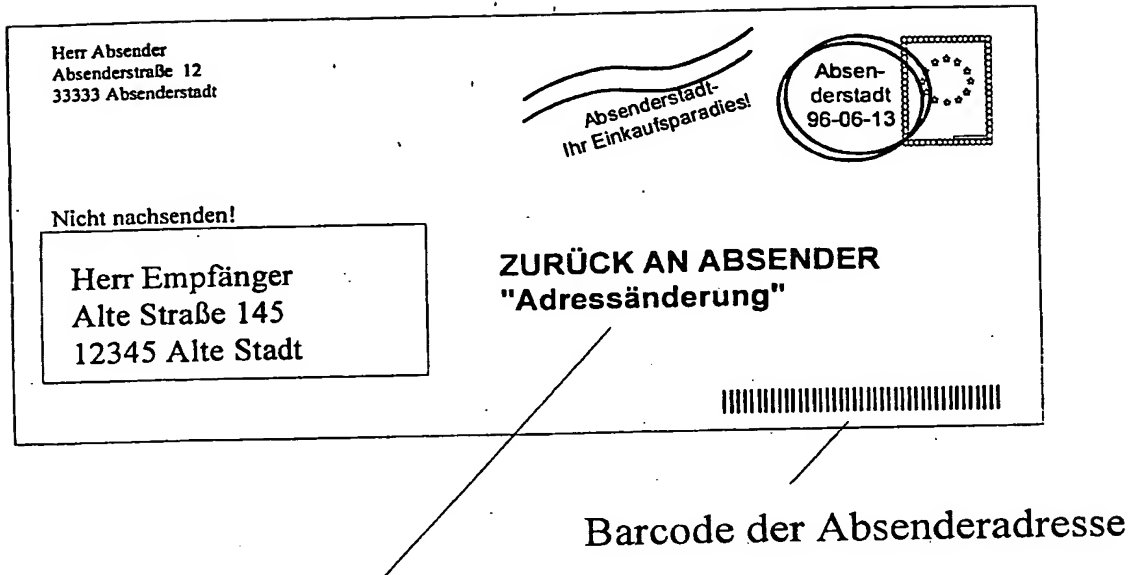 Herr Absender
Absenderstraße 12
33333 Absenderstadt
Absenderstadt-
Ihr Einkaufsparadies!
Absen-
derstadt
96-06-13
Nicht nachsenden!
Herr Empfänger
Alte Straße 145
12345 Alte Stadt
ZURÜCK AN ABSENDER
"Adressänderung"
Barcode der Absenderadresse